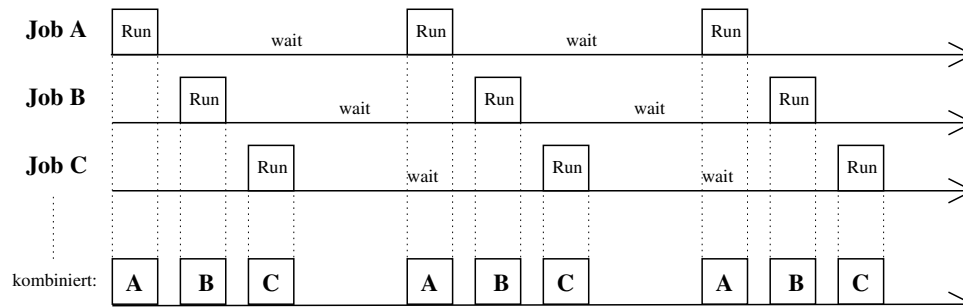 Job A Run wait Run wait Run
Job B Run wait Run wait Run
Job C Run wait Run wait Run
kombiniert: A B C A B C A B C